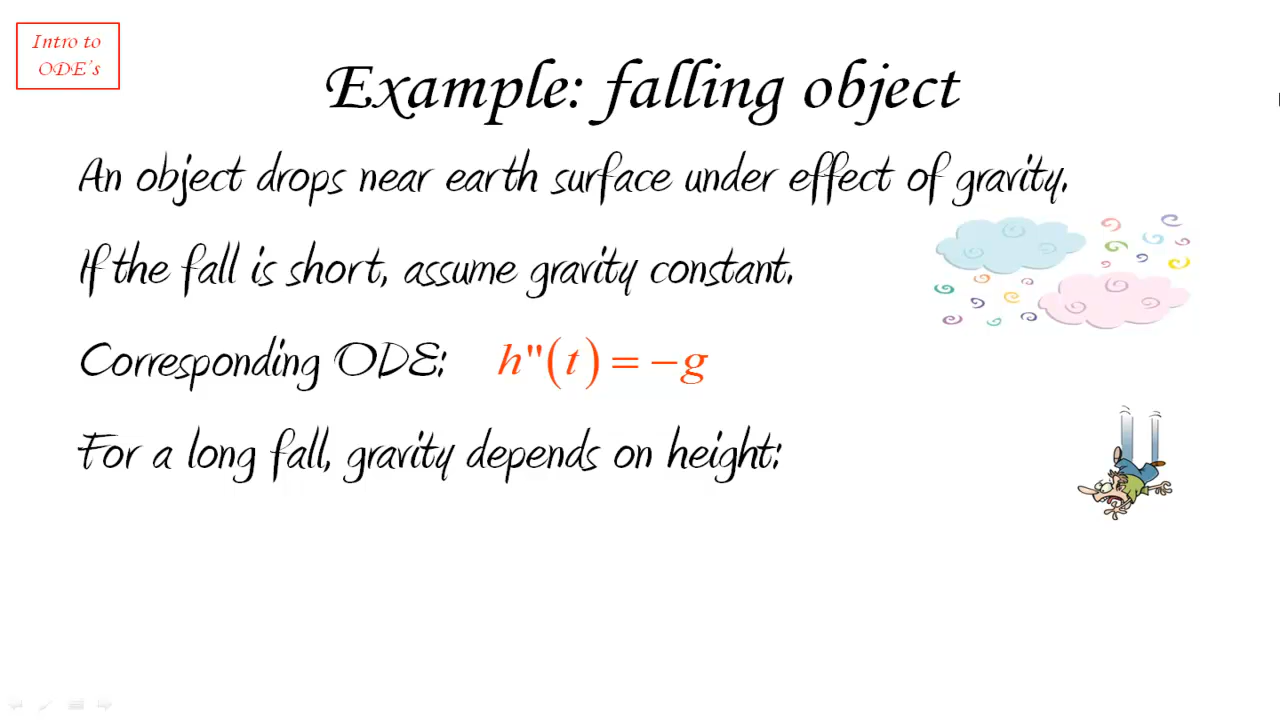 Intro to
ODE's
Example: falling object
An object drops near earth surface under effect of gravity.
If the fall is short, assume gravity constant.
Corresponding ODE: h"(t) = −g
For a long fall, gravity depends on height: